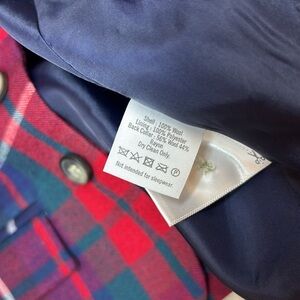 Shell : 100% Wool
Lining : 100% Polyester
Back Collar : 56% Wool 44%
Rayon
Dry Clean Only.
Not intended for sleepwear.